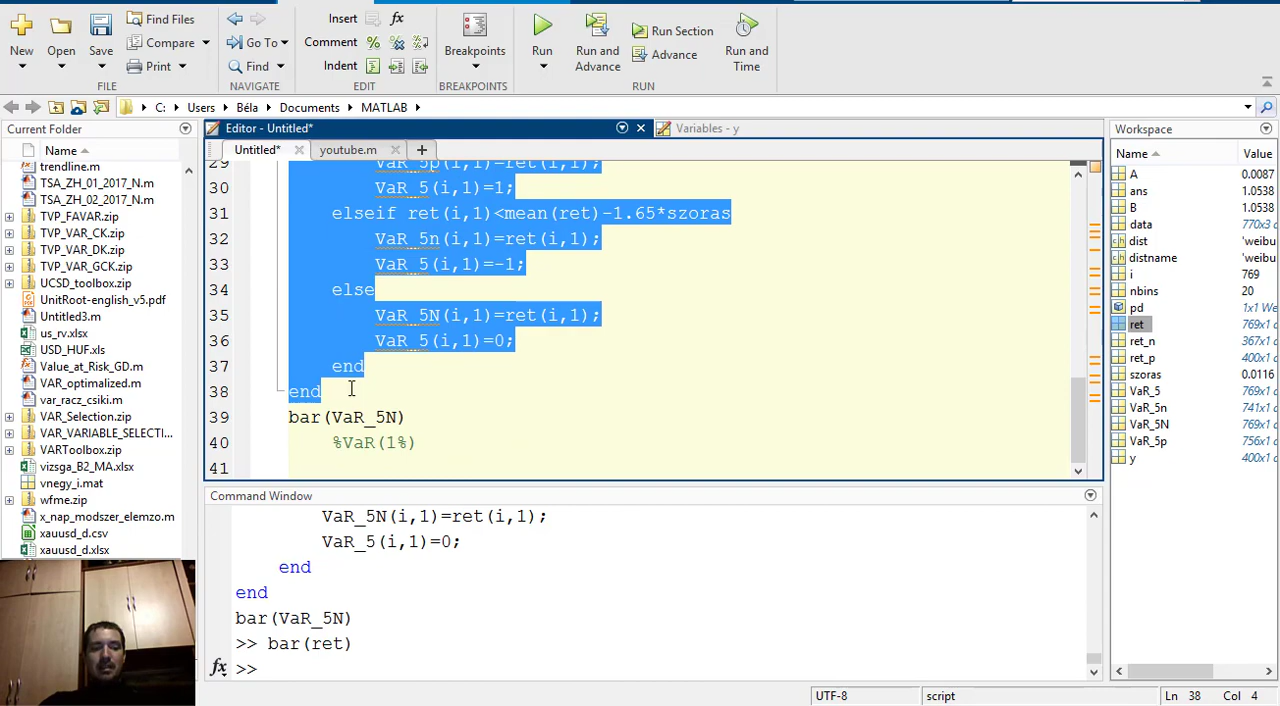 Insert fx
Find Files
Compare
Print
Go To
Find
Comment
Indent
New
Open
Save
Breakpoints
Run
Run and
Advance
Run Section
Advance
Run and
Time
FILE
NAVIGATE
EDIT
BREAKPOINTS
RUN
C: Users Béla Documents MATLAB
Current Folder
Name
trendline.m
TSA_ZH_01_2017_N.m
TSA_ZH_02_2017_N.m
TVP_FAVAR.zip
TVP_VAR_CK.zip
TVP_VAR_DK.zip
TVP_VAR_GCK.zip
UCSD_toolbox.zip
UnitRoot-english_v5.pdf
Untitled3.m
us_rv.xlsx
USD_HUF.xls
Value_at_Risk_GD.m
VAR_optimalized.m
var_racz_csiki.m
VAR_Selection.zip
VAR_VARIABLE_SELECTI...
VARToolbox.zip
vizsga_B2_MA.xlsx
vnegy_i.mat
wfme.zip
x_nap_modszer_elemzo.m
xauusd_d.csv
xauusd_d.xlsx
Editor - Untitled*
Variables - y
Untitled*
youtube.m
29 VaR_5p(i,1)=ret(i,1);
30 VaR_5(i,1)=1;
31 elseif ret(i,1)<mean(ret)-1.65*szoras
32 VaR_5n(i,1)=ret(i,1);
33 VaR_5(i,1)=-1;
34 else
35 VaR_5N(i,1)=ret(i,1);
36 VaR_5(i,1)=0;
37 end
38 end
39 bar(VaR_5N)
40 %VaR(1%)
41
Command Window
VaR_5N(i,1)=ret(i,1);
VaR_5(i,1)=0;
end
end
bar(VaR_5N)
>> bar(ret)
fx >>
Workspace
Name Value
A 0.0087
ans 1.0538
B 1.0538
data 770x3
dist 'weibu
distname 'weibu
i 769
nbins 20
pd 1x1 We
ret 769x1
ret_n 367x1
ret_p 400x1
szoras 0.0116
VaR_5 769x1
VaR_5n 741x1
VaR_5N 769x1
VaR_5p 756x1
y 400x1
UTF-8
script
Ln 38 Col 4